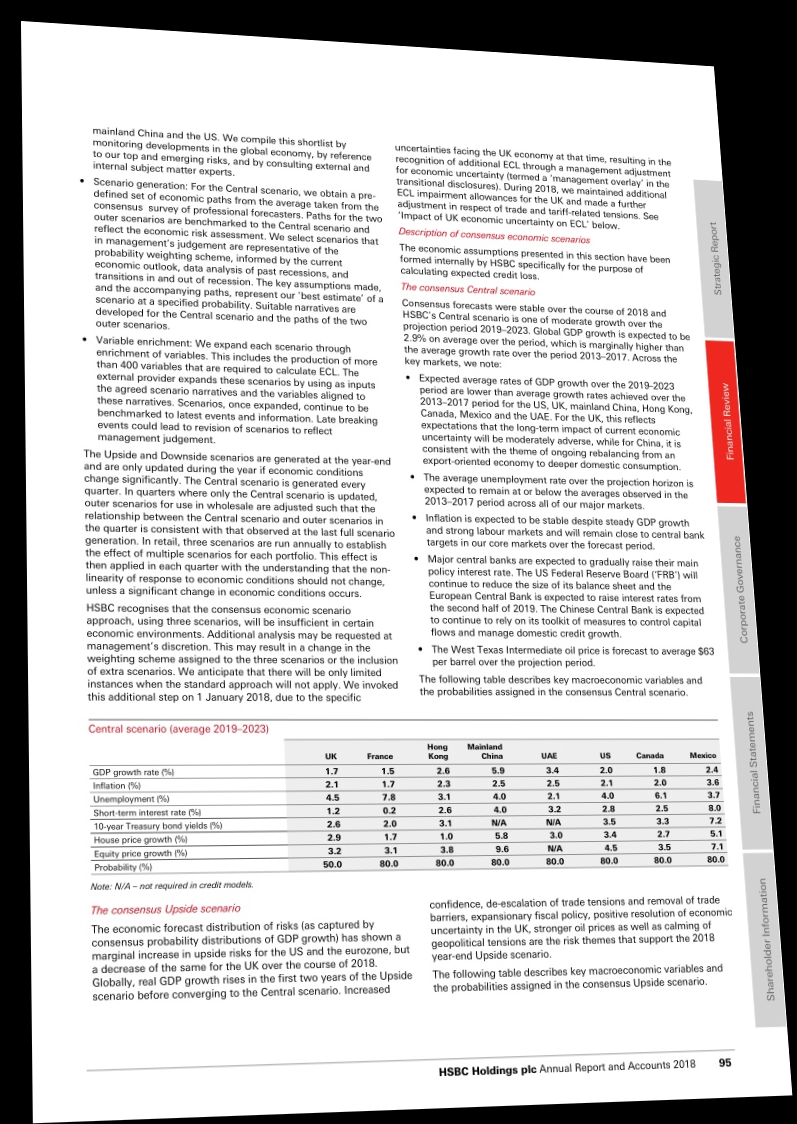 mainland China and the US. We compile this shortlist by
monitoring developments in the global economy, by reference
to our top and emerging risks, and by consulting external and
internal subject matter experts.
• Scenario generation: For the Central scenario, we obtain a pre-
defined set of economic paths from the average taken from the
consensus survey of professional forecasters. Paths for the two
outer scenarios are benchmarked to the Central scenario and
reflect the economic risk assessment. We select scenarios that
in management's judgement are representative of the
probability weighting scheme, informed by the current
economic outlook, data analysis of past recessions, and
transitions in and out of recession. The key assumptions made,
and the accompanying paths, represent our 'best estimate' of a
scenario at a specified probability. Suitable narratives are
developed for the Central scenario and the paths of the two
outer scenarios.
• Variable enrichment: We expand each scenario through
enrichment of variables. This includes the production of more
than 400 variables that are required to calculate ECL. The
external provider expands these scenarios by using as inputs
the agreed scenario narratives and the variables aligned to
these narratives. Scenarios, once expanded, continue to be
benchmarked to latest events and information. Late breaking
events could lead to revision of scenarios to reflect
management judgement.
The Upside and Downside scenarios are generated at the year-end
and are only updated during the year if economic conditions
change significantly. The Central scenario is generated every
quarter. In quarters where only the Central scenario is updated,
outer scenarios for use in wholesale are adjusted such that the
relationship between the Central scenario and outer scenarios in
the quarter is consistent with that observed at the last full scenario
generation. In retail, three scenarios are run annually to establish
the effect of multiple scenarios for each portfolio. This effect is
then applied in each quarter with the understanding that the non-
linearity of response to economic conditions should not change,
unless a significant change in economic conditions occurs.
HSBC recognises that the consensus economic scenario
approach, using three scenarios, will be insufficient in certain
economic environments. Additional analysis may be requested at
management's discretion. This may result in a change in the
weighting scheme assigned to the three scenarios or the inclusion
of extra scenarios. We anticipate that there will be only limited
instances when the standard approach will not apply. We invoked
this additional step on 1 January 2018, due to the specific
uncertainties facing the UK economy at that time, resulting in the
recognition of additional ECL through a management adjustment
for economic uncertainty (termed a 'management overlay' in the
transitional disclosures). During 2018, we maintained additional
ECL impairment allowances for the UK and made a further
adjustment in respect of trade and tariff-related tensions. See
'Impact of UK economic uncertainty on ECL' below.
Description of consensus economic scenarios
The economic assumptions presented in this section have been
formed internally by HSBC specifically for the purpose of
calculating expected credit loss.
The consensus Central scenario
Consensus forecasts were stable over the course of 2018 and
HSBC's Central scenario is one of moderate growth over the
projection period 2019–2023. Global GDP growth is expected to be
2.9% on average over the period, which is marginally higher than
the average growth rate over the period 2013–2017. Across the
key markets, we note:
• Expected average rates of GDP growth over the 2019-2023
period are lower than average growth rates achieved over the
2013–2017 period for the US, UK, mainland China, Hong Kong,
Canada, Mexico and the UAE. For the UK, this reflects
expectations that the long-term impact of current economic
uncertainty will be moderately adverse, while for China, it is
consistent with the theme of ongoing rebalancing from an
export-oriented economy to deeper domestic consumption.
• The average unemployment rate over the projection horizon is
expected to remain at or below the averages observed in the
2013–2017 period across all of our major markets.
• Inflation is expected to be stable despite steady GDP growth
and strong labour markets and will remain close to central bank
targets in our core markets over the forecast period.
• Major central banks are expected to gradually raise their main
policy interest rate. The US Federal Reserve Board ('FRB') will
continue to reduce the size of its balance sheet and the
European Central Bank is expected to raise interest rates from
the second half of 2019. The Chinese Central Bank is expected
to continue to rely on its toolkit of measures to control capital
flows and manage domestic credit growth.
• The West Texas Intermediate oil price is forecast to average $63
per barrel over the projection period.
The following table describes key macroeconomic variables and
the probabilities assigned in the consensus Central scenario.
Central scenario (average 2019–2023)
UK France Hong Kong Mainland China UAE US Canada Mexico
GDP growth rate (%) 1.7 1.5 2.6 5.9 3.4 2.0 1.8 2.4
Inflation (%) 2.1 1.7 2.3 2.5 2.5 2.1 2.0 3.6
Unemployment (%) 4.5 7.8 3.1 4.0 2.1 4.0 6.1 3.7
Short-term interest rate (%) 1.2 0.2 2.6 4.0 3.2 2.8 2.5 8.0
10-year Treasury bond yields (%) 2.6 2.0 3.1 N/A N/A 3.5 3.3 7.2
House price growth (%) 2.9 1.7 1.0 5.8 3.0 3.4 2.7 5.1
Equity price growth (%) 3.2 3.1 3.8 9.6 N/A 4.5 3.5 7.1
Probability (%) 50.0 80.0 80.0 80.0 80.0 80.0 80.0 80.0
Note: N/A – not required in credit models.
The consensus Upside scenario
The economic forecast distribution of risks (as captured by
consensus probability distributions of GDP growth) has shown a
marginal increase in upside risks for the US and the eurozone, but
a decrease of the same for the UK over the course of 2018.
Globally, real GDP growth rises in the first two years of the Upside
scenario before converging to the Central scenario. Increased
confidence, de-escalation of trade tensions and removal of trade
barriers, expansionary fiscal policy, positive resolution of economic
uncertainty in the UK, stronger oil prices as well as calming of
geopolitical tensions are the risk themes that support the 2018
year-end Upside scenario.
The following table describes key macroeconomic variables and
the probabilities assigned in the consensus Upside scenario.
Strategic Report
Financial Review
Corporate Governance
Financial Statements
Shareholder Information
HSBC Holdings plc Annual Report and Accounts 2018 95